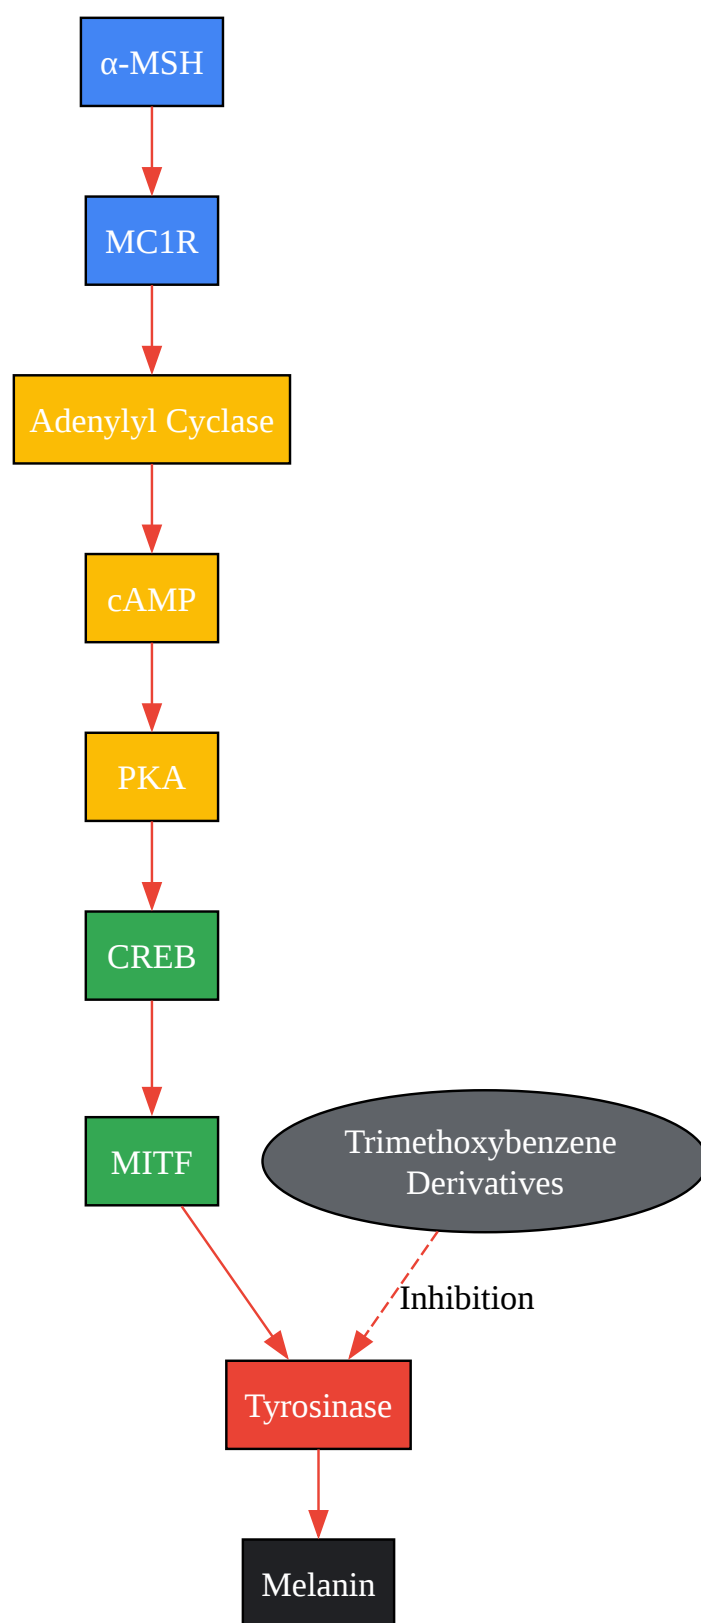 α-MSH
MC1R
Adenylyl Cyclase
cAMP
PKA
CREB
MITF
Trimethoxybenzene
Derivatives
Inhibition
Tyrosinase
Melanin